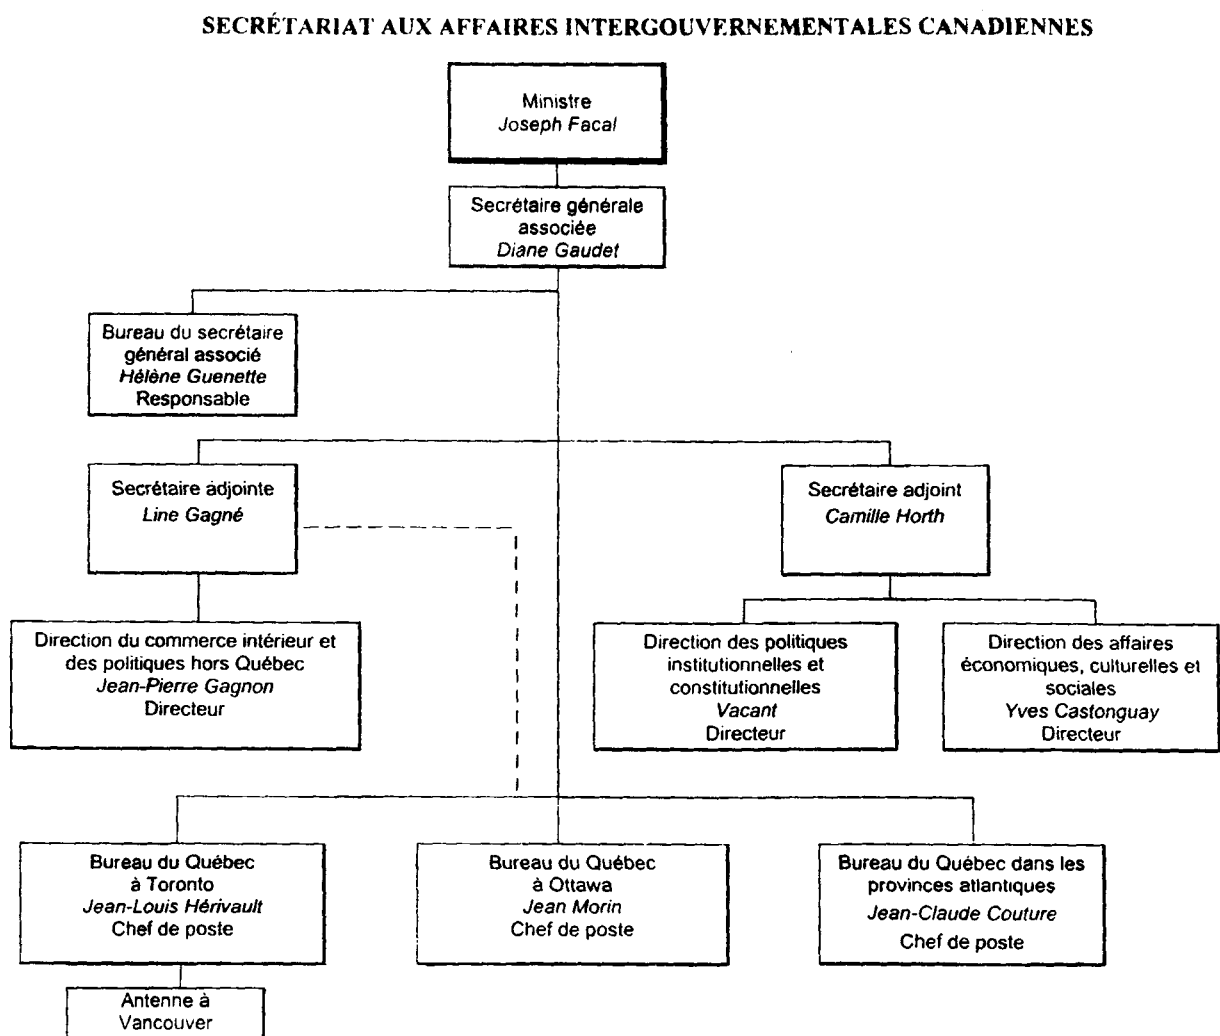 SECRÉTARIAT AUX AFFAIRES INTERGOUVERNEMENTALES CANADIENNES
Ministre
Joseph Facal
Secrétaire générale
associée
Diane Gaudet
Bureau du secrétaire
général associé
Hélène Guenette
Responsable
Secrétaire adjointe
Line Gagné
Secrétaire adjoint
Camille Horth
Direction du commerce intérieur et
des politiques hors Québec
Jean-Pierre Gagnon
Directeur
Direction des politiques
institutionnelles et
constitutionnelles
Vacant
Directeur
Direction des affaires
économiques, culturelles et
sociales
Yves Castonguay
Directeur
Bureau du Québec
à Toronto
Jean-Louis Hérivault
Chef de poste
Bureau du Québec
à Ottawa
Jean Morin
Chef de poste
Bureau du Québec dans les
provinces atlantiques
Jean-Claude Couture
Chef de poste
Antenne à
Vancouver